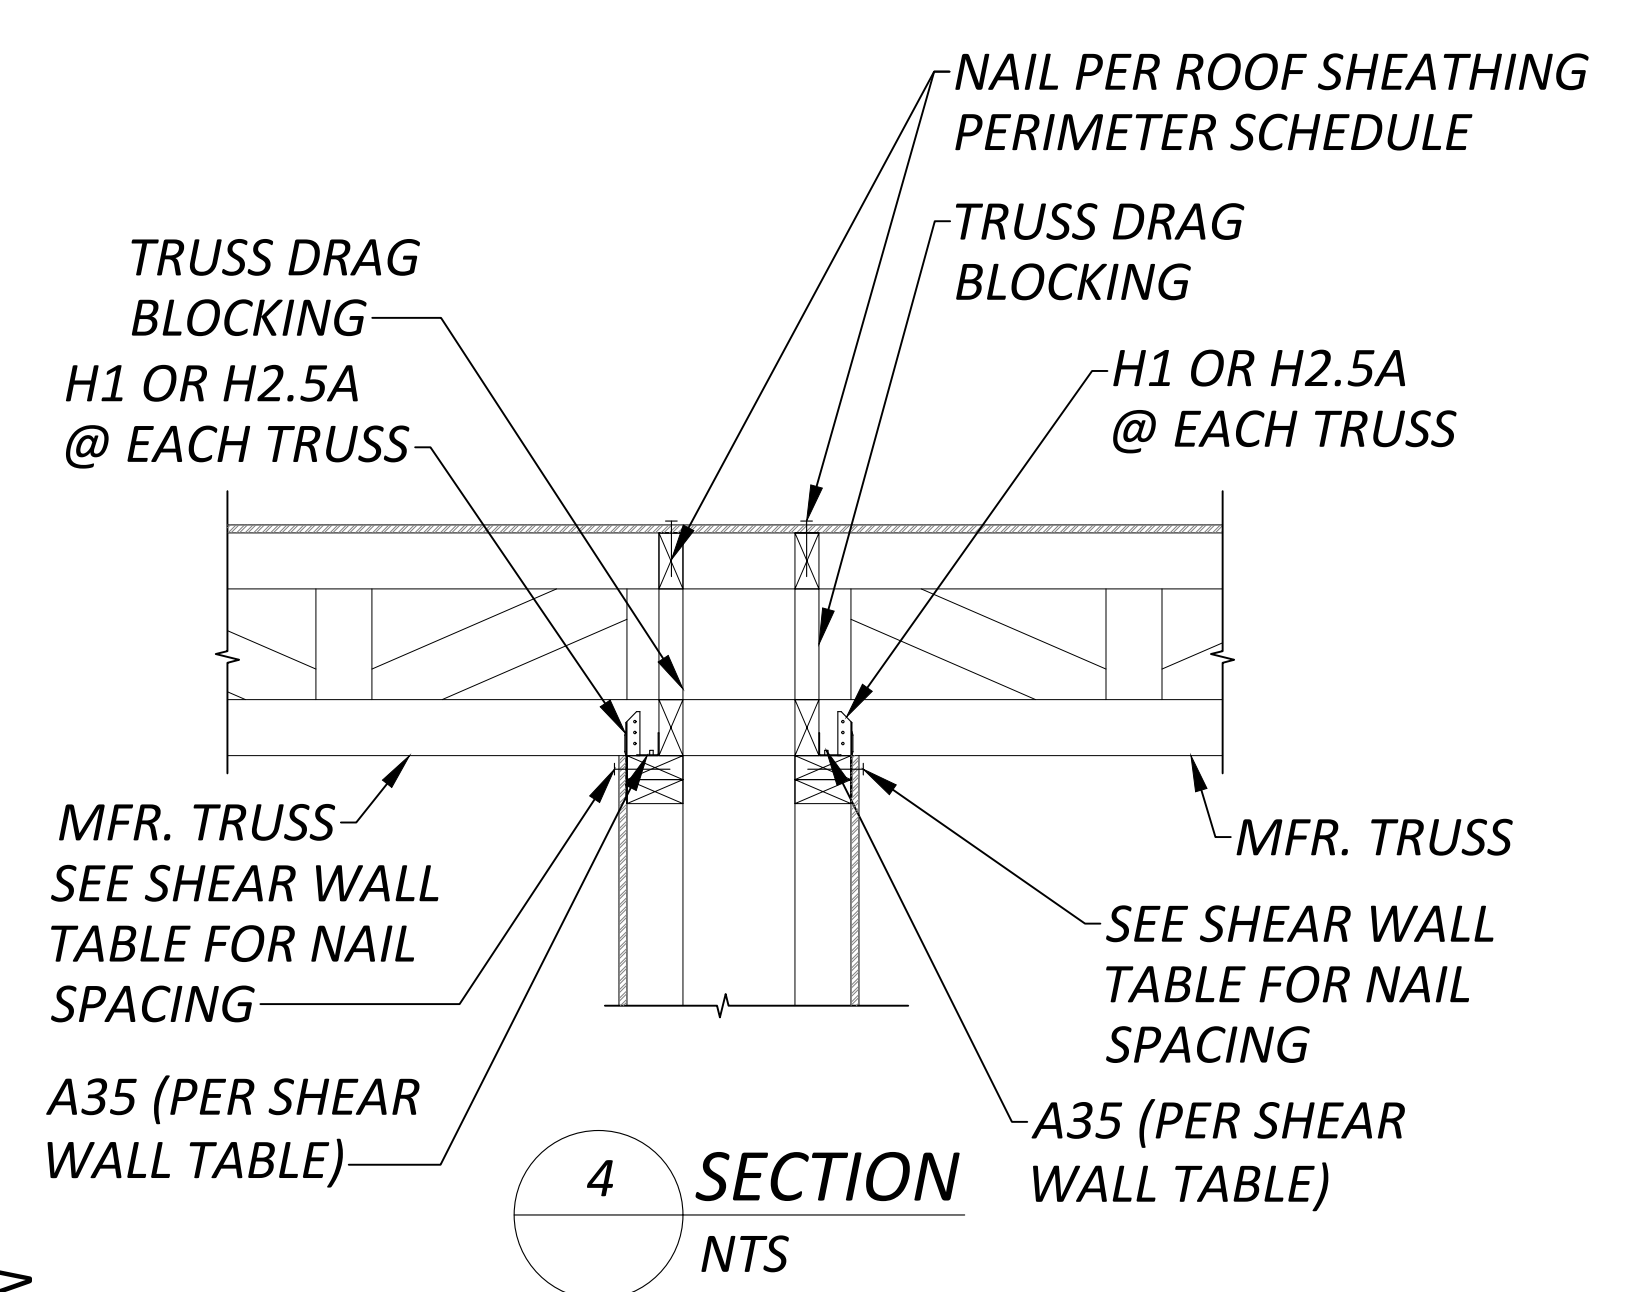 NAIL PER ROOF SHEATHING
PERIMETER SCHEDULE
TRUSS DRAG
BLOCKING
TRUSS DRAG
BLOCKING
H1 OR H2.5A
@ EACH TRUSS
H1 OR H2.5A
@ EACH TRUSS
MFR. TRUSS
SEE SHEAR WALL
TABLE FOR NAIL
SPACING
MFR. TRUSS
SEE SHEAR WALL
TABLE FOR NAIL
SPACING
A35 (PER SHEAR
WALL TABLE)
A35 (PER SHEAR
WALL TABLE)
4
SECTION
NTS